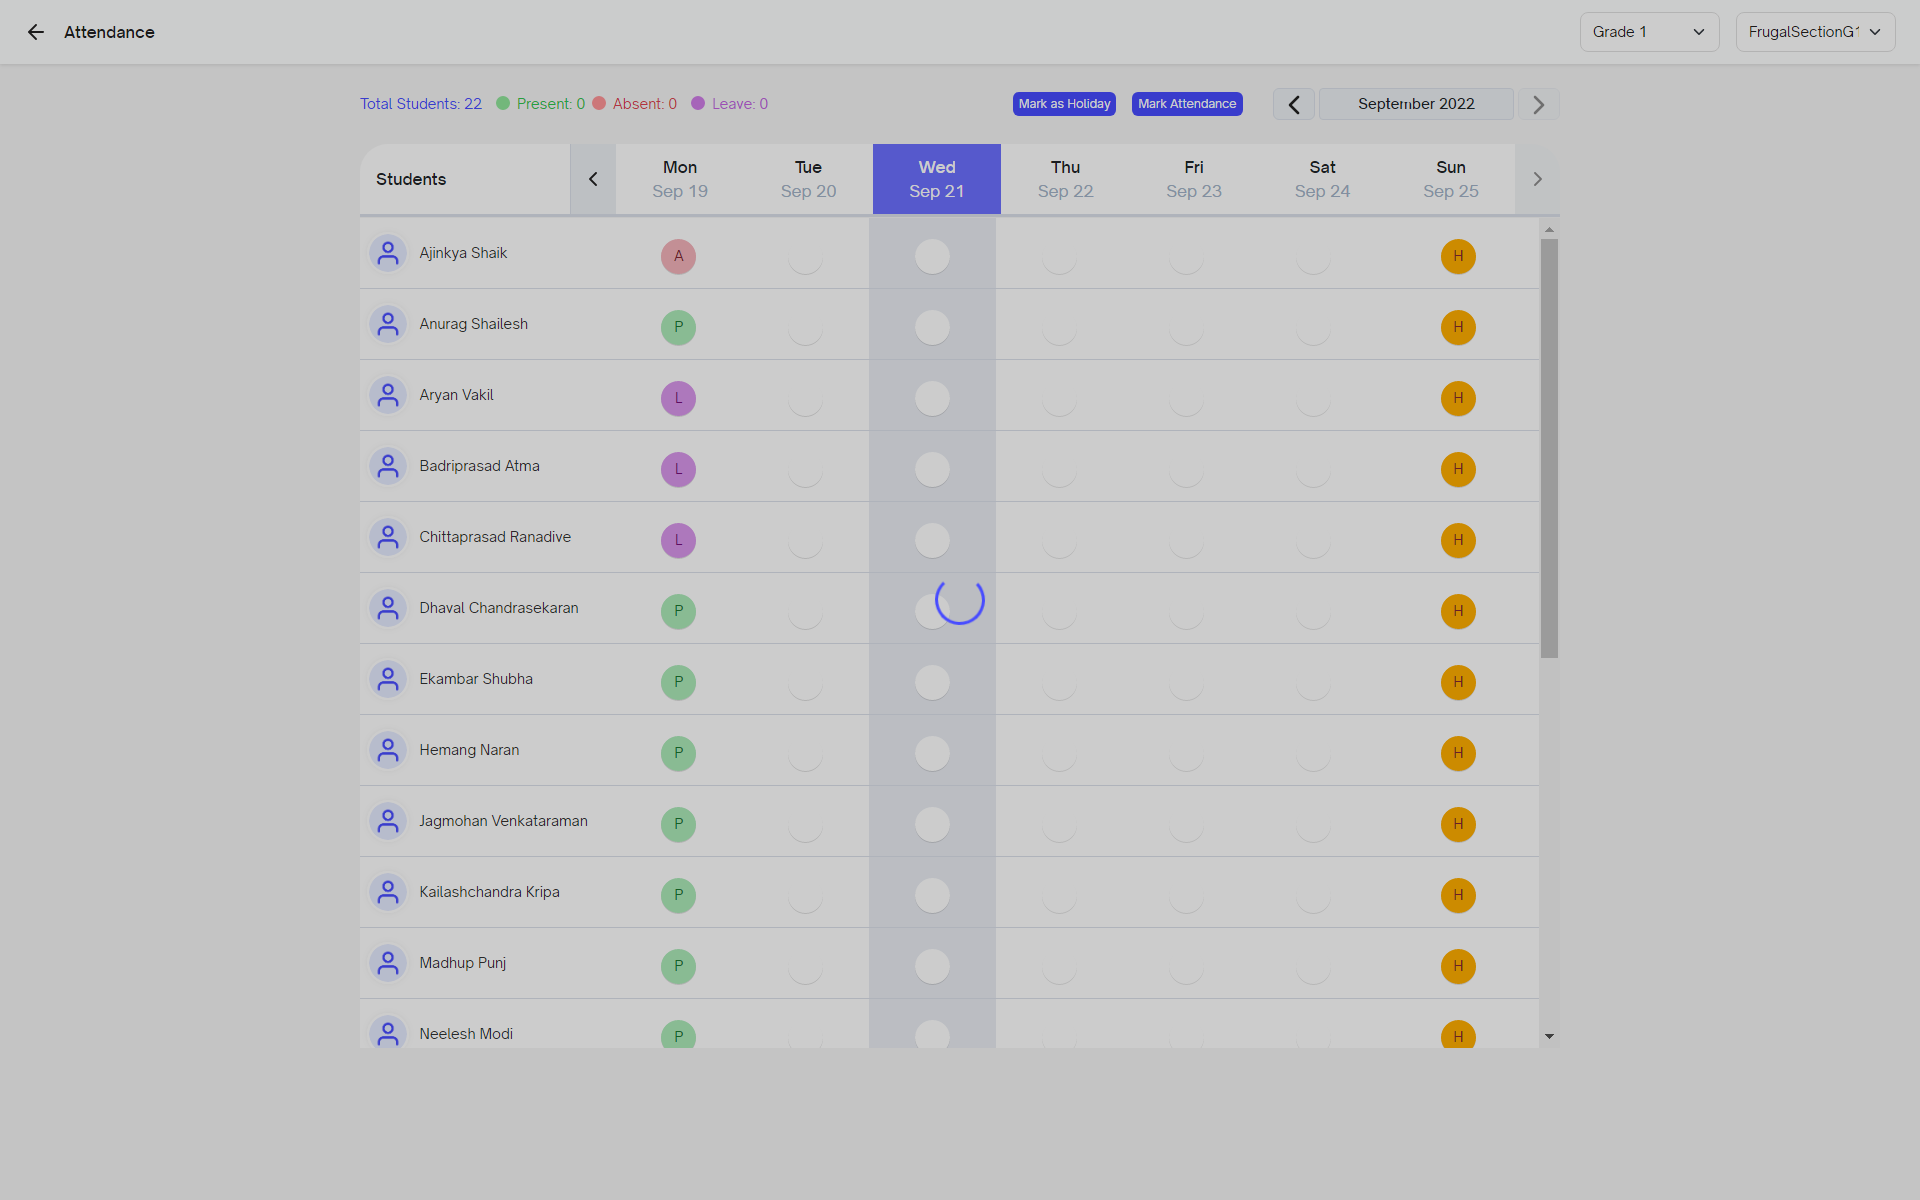 Attendance
Grade 1
FrugalSectionG1
Total Students: 22 Present: 0 Absent: 0 Leave: 0
Mark as Holiday
Mark Attendance
September 2022
Students
Mon Tue Wed Thu Fri Sat Sun
Sep 19 Sep 20 Sep 21 Sep 22 Sep 23 Sep 24 Sep 25
Ajinkya Shaik A H
Anurag Shailesh P H
Aryan Vakil L H
Badriprasad Atma L H
Chittaprasad Ranadive L H
Dhaval Chandrasekaran P H
Ekambar Shubha P H
Hemang Naran P H
Jagmohan Venkataraman P H
Kailashchandra Kripa P H
Madhup Punj P H
Neelesh Modi P H